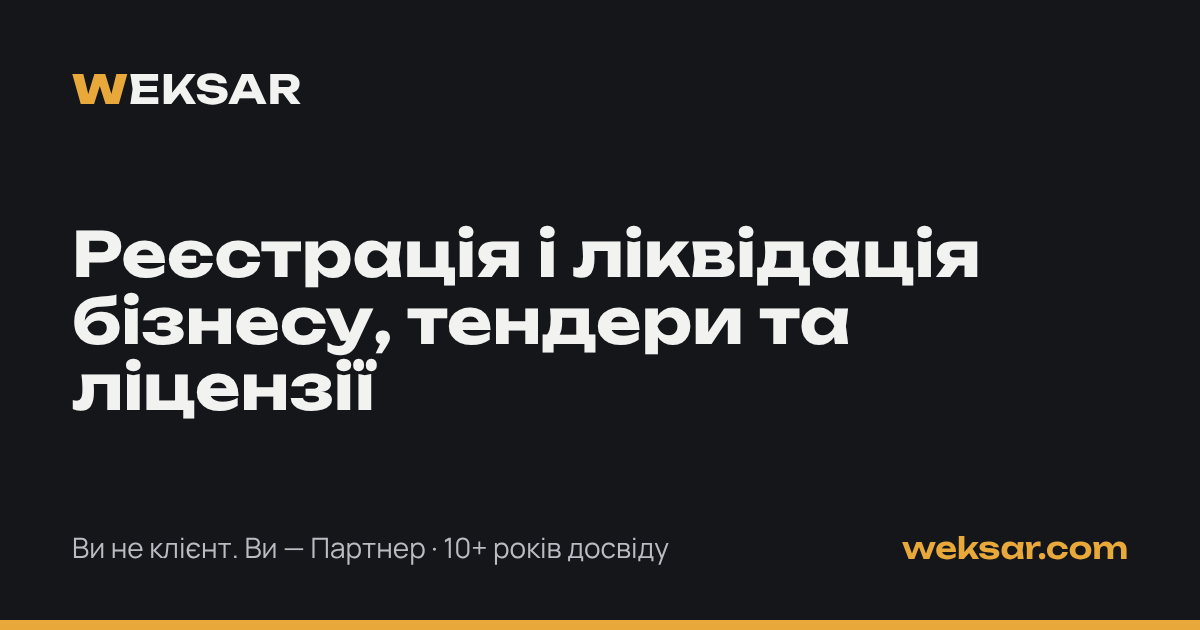 WEKSAR
Реєстрація і ліквідація
бізнесу, тендери та
ліцензії
Ви не клієнт. Ви — Партнер · 10+ років досвіду
weksar.com